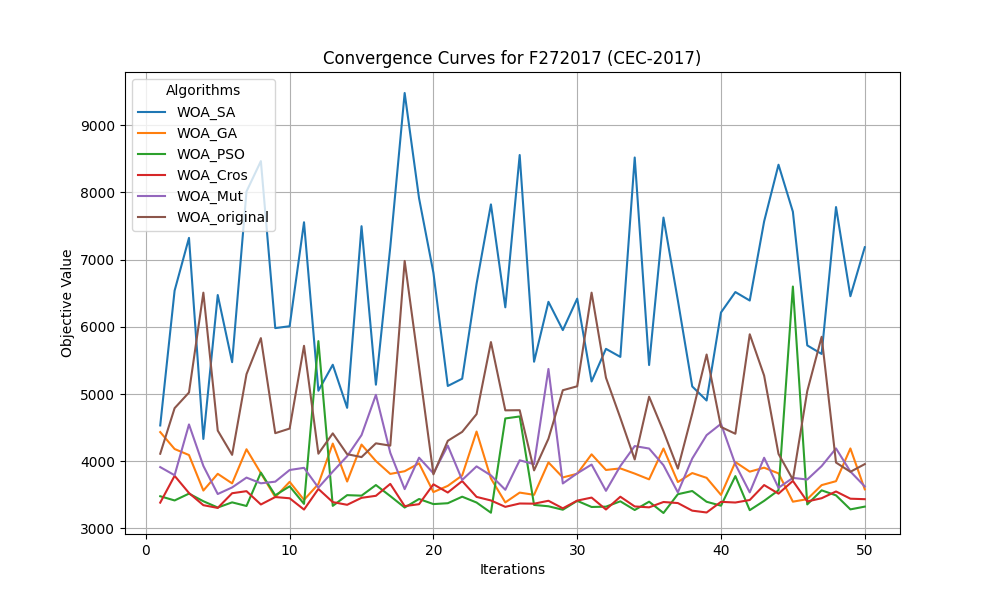 Convergence Curves for F272017 (CEC-2017)
Algorithms
WOA_SA
WOA_GA
WOA_PSO
WOA_Cros
WOA_Mut
WOA_original
Objective Value
9000
8000
7000
6000
5000
4000
3000
0 10 20 30 40 50
Iterations